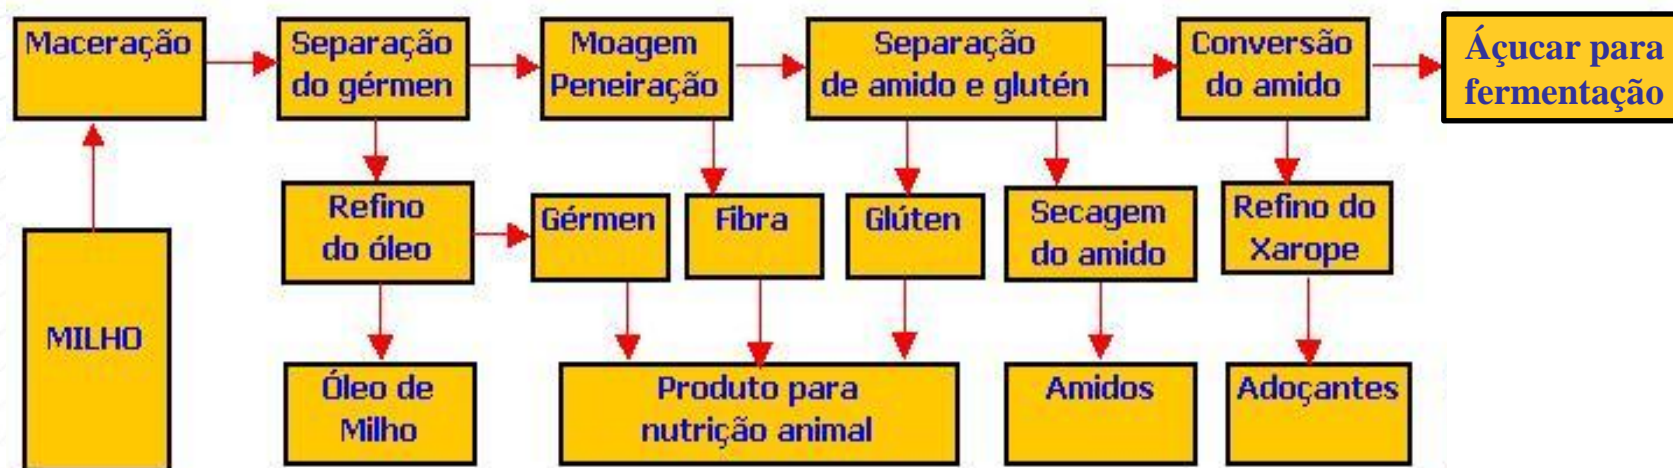 Maceração
Separação
do gérmen
Moagem
Peneiração
Separação
de amido e glutén
Conversão
do amido
Áçucar para
fermentação
MILHO
Refino
do óleo
Gérmen
Fibra
Glúten
Secagem
do amido
Refino do
Xarope
Óleo de
Milho
Produto para
nutrição animal
Amidos
Adoçantes